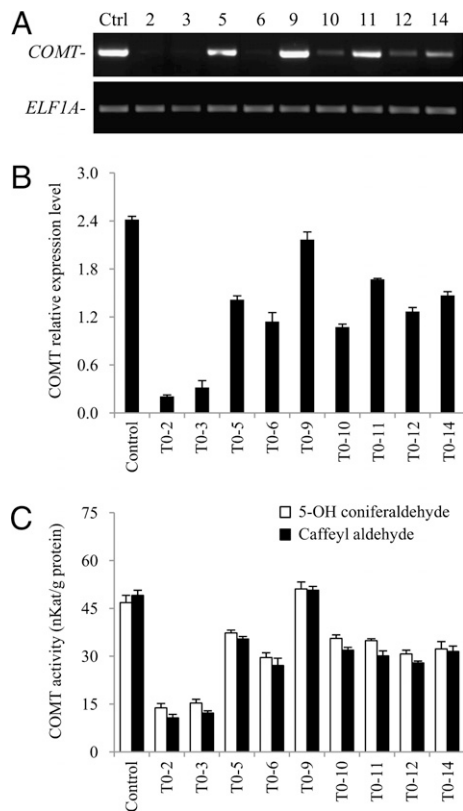 A
Ctrl 2 3 5 6 9 10 11 12 14
COMT-
ELF1A-
B
COMT relative expression level
3.0
2.4
1.8
1.2
0.6
0.0
Control T0-2 T0-3 T0-5 T0-6 T0-9 T0-10 T0-11 T0-12 T0-14
C
COMT activity (nKat/g protein)
75
60
45
30
15
0
5-OH coniferaldehyde
Caffeyl aldehyde
Control T0-2 T0-3 T0-5 T0-6 T0-9 T0-10 T0-11 T0-12 T0-14